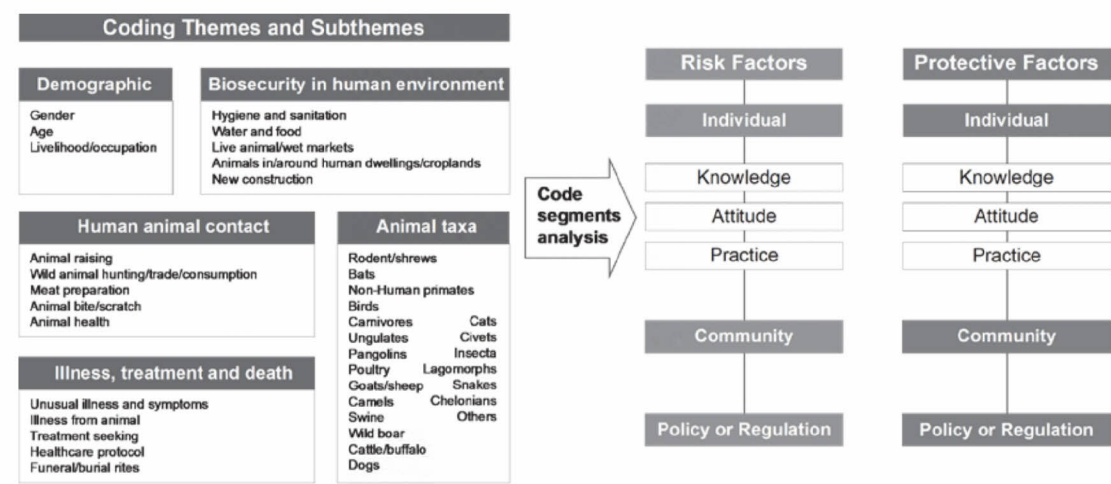 Coding Themes and Subthemes
Demographic
Gender
Age
Livelihood/occupation
Biosecurity in human environment
Hygiene and sanitation
Water and food
Live animal/wet markets
Animals in/around human dwellings/croplands
New construction
Human animal contact
Animal raising
Wild animal hunting/trade/consumption
Meat preparation
Animal bite/scratch
Animal health
Animal taxa
Rodent/shrews
Bats
Non-Human primates
Birds
Carnivores Cats
Ungulates Civets
Pangolins Insecta
Poultry Lagomorphs
Goats/sheep Snakes
Camels Chelonians
Swine Others
Wild boar
Cattle/buffalo
Dogs
Illness, treatment and death
Unusual illness and symptoms
Illness from animal
Treatment seeking
Healthcare protocol
Funeral/burial rites
Code
segments
analysis
Risk Factors
Individual
Knowledge
Attitude
Practice
Community
Policy or Regulation
Protective Factors
Individual
Knowledge
Attitude
Practice
Community
Policy or Regulation